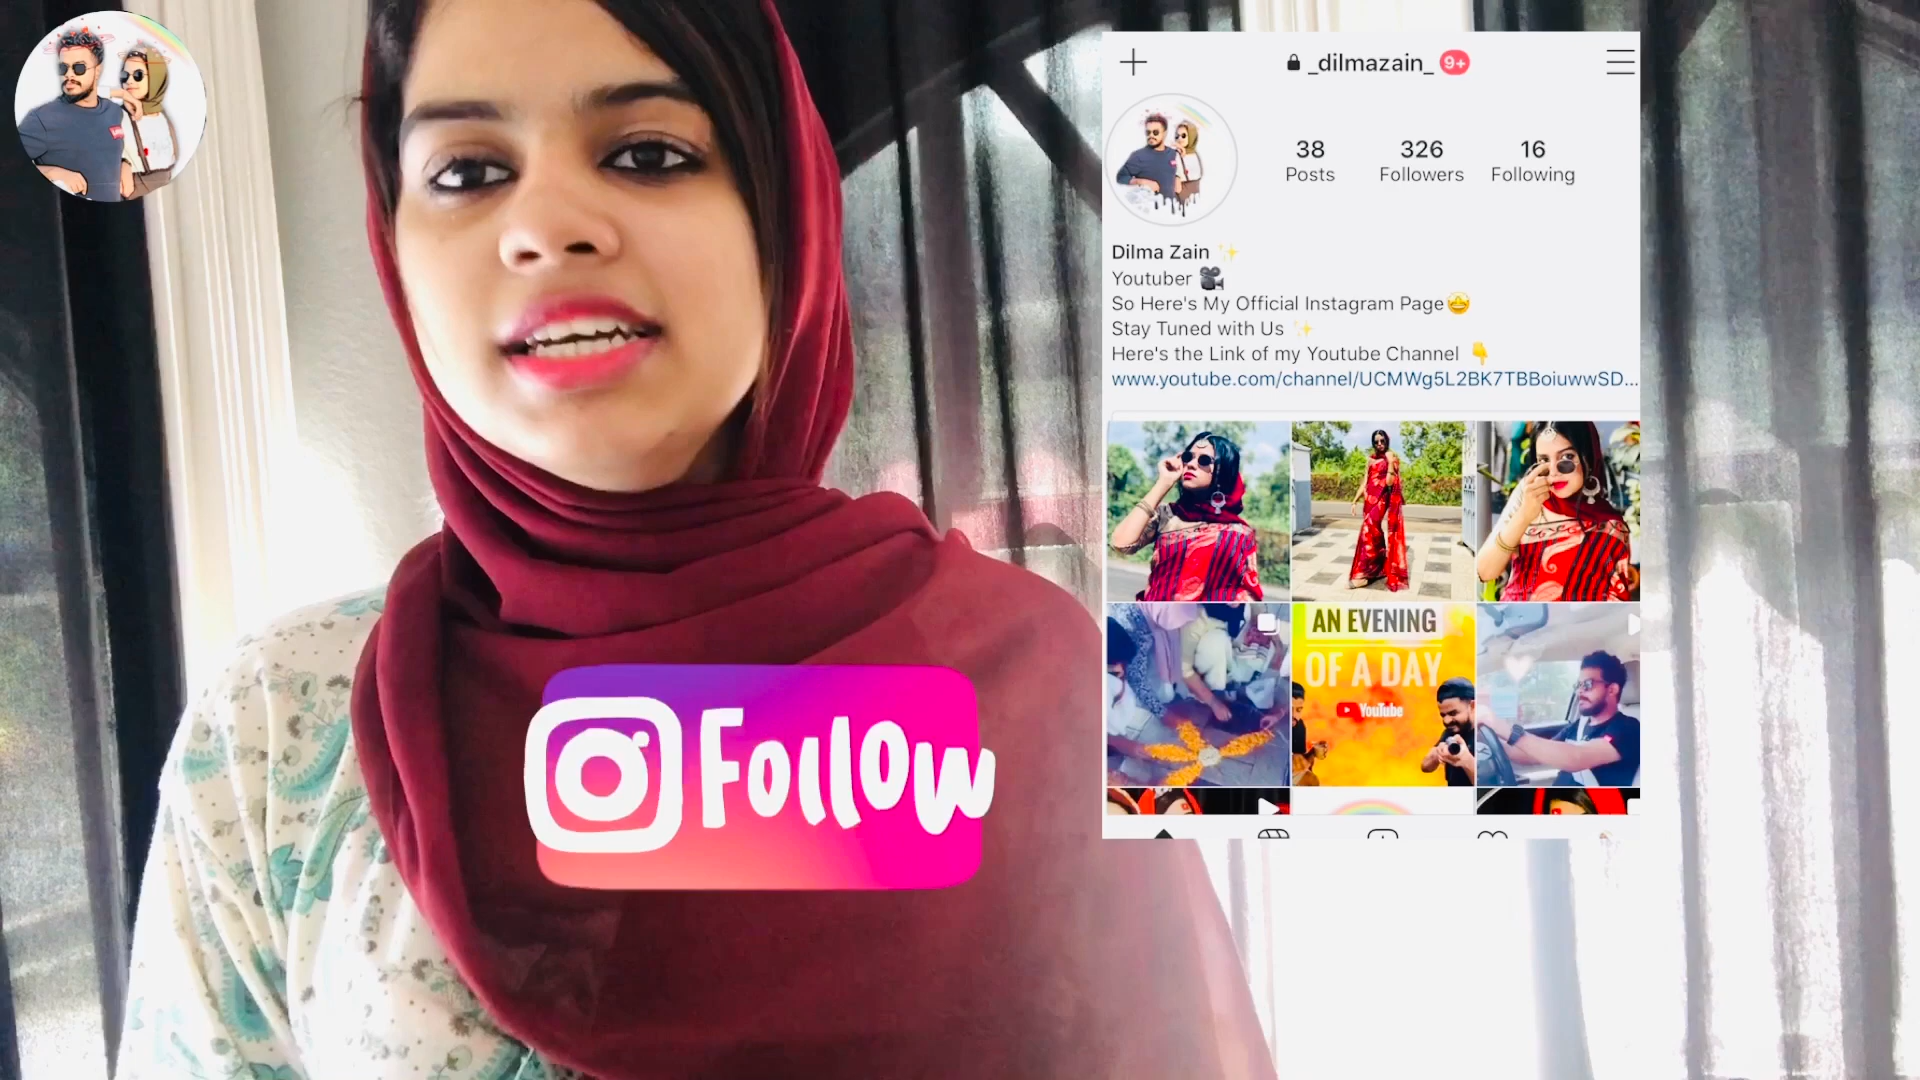 _dilmazain_ 9+
38 326 16
Posts Followers Following
Dilma Zain ✨
Youtuber 🎥
So Here's My Official Instagram Page🤩
Stay Tuned with Us ✨
Here's the Link of my Youtube Channel 👇
www.youtube.com/channel/UCMWg5L2BK7TBBoiuwwSD...
AN EVENING
OF A DAY
YouTube
Follow